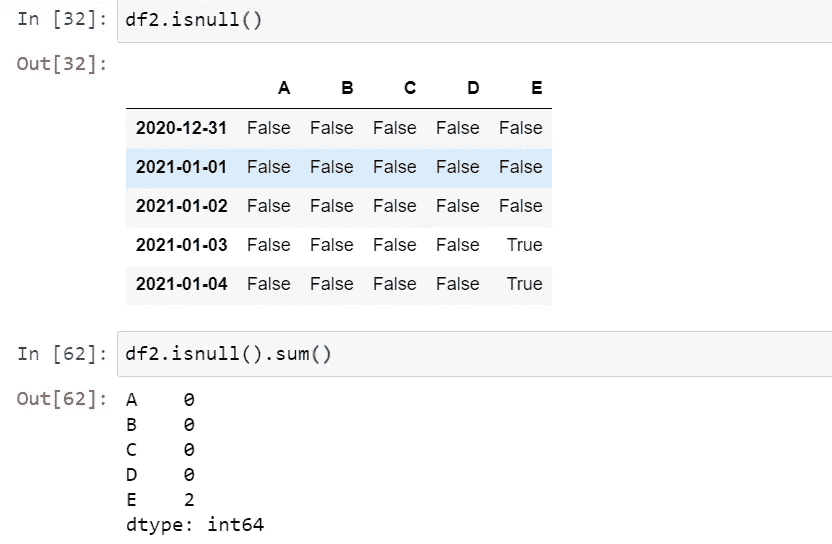 In [32]: df2.isnull()
Out[32]:
A B C D E
2020-12-31 False False False False False
2021-01-01 False False False False False
2021-01-02 False False False False False
2021-01-03 False False False False True
2021-01-04 False False False False True
In [62]: df2.isnull().sum()
Out[62]: A 0
B 0
C 0
D 0
E 2
dtype: int64